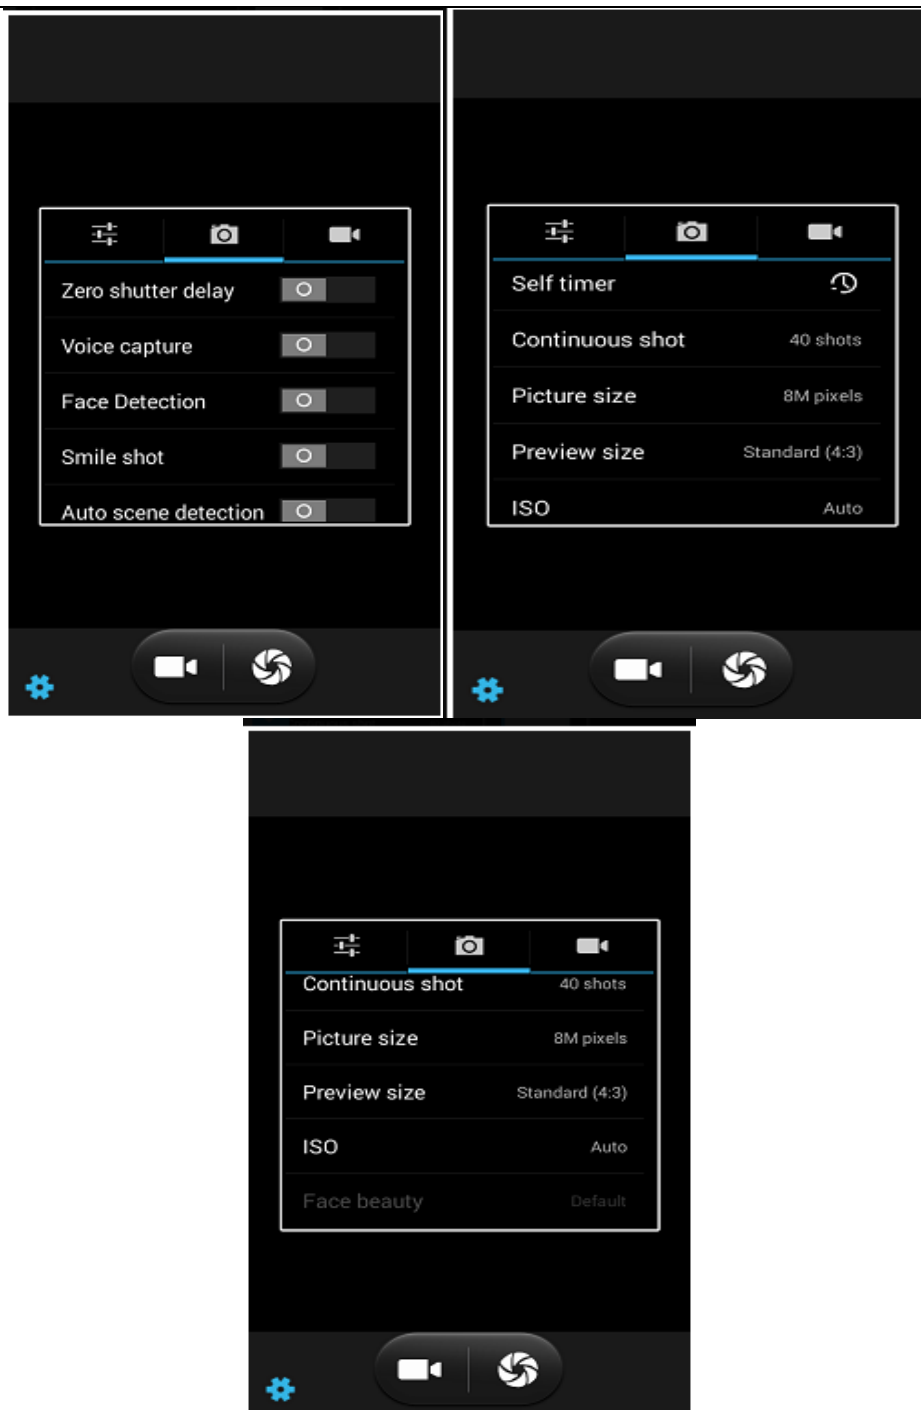 Zero shutter delay
Voice capture
Face Detection
Smile shot
Auto scene detection
Self timer
Continuous shot 40 shots
Picture size 8M pixels
Preview size Standard (4:3)
ISO Auto
Continuous shot 40 shots
Picture size 8M pixels
Preview size Standard (4:3)
ISO Auto
Face beauty Default